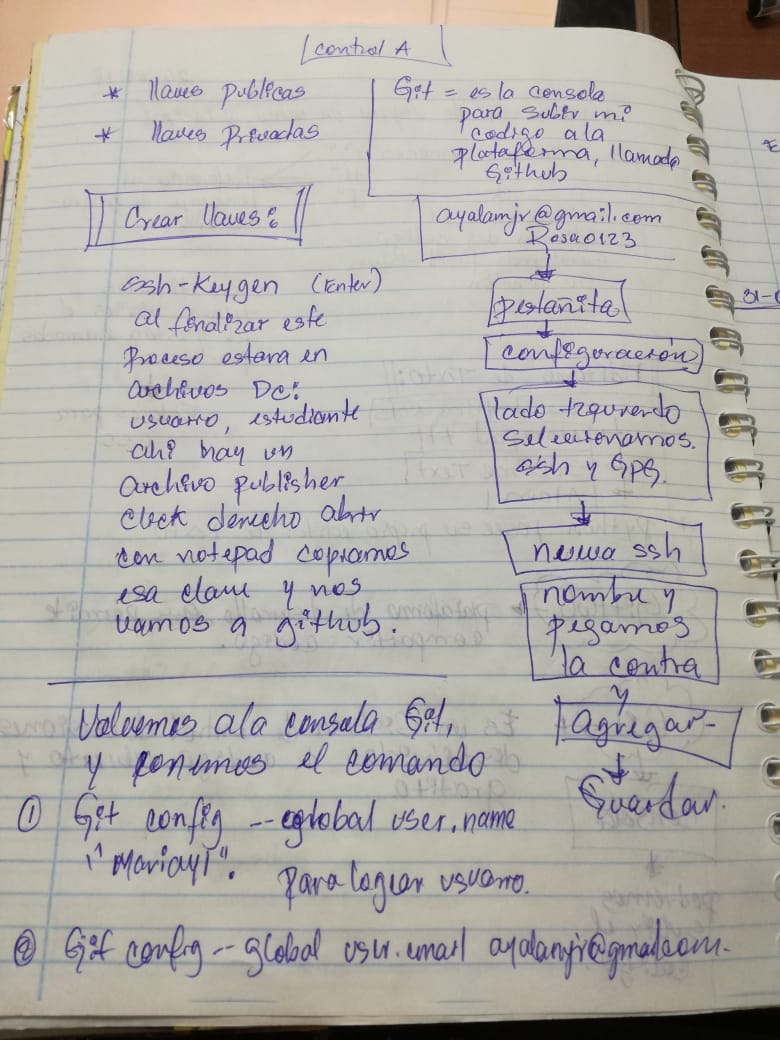 Control A
* llaves publicas
* llaves Privadas
Git = es la consola
para subir mi
codigo a la
plataforma, llamada
Github
Crear llaves:
ayalamjr@gmail.com
Rosa0123
ssh-Keygen (Enter)
al finalizar este
proceso estara en
archivos DC:
usuario, estudiante
ahi hay un
archivo publisher
click derecho abrir
con notepad copiamos
esa clave y nos
vamos a github.
pestañita
configuración
lado Izquierdo
Seleccionamos.
ssh y GPG.
nueva ssh
nombre y
pegamos
la contra
y
agregar-
Guardar.
Volvemos ala consola Git,
y ponemos el comando
① Git config --global user.name
"Mariayl".
Para logear usuario.
② Git config -- global user.email ayalamjr@gmail.com.
31-0